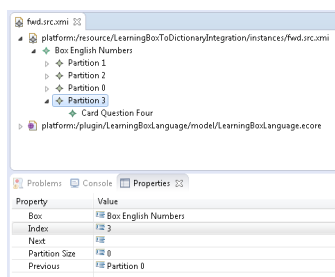 fwd.src.xmi
platform:/resource/LearningBoxToDictionaryIntegration/instances/fwd.src.xmi
Box English Numbers
Partition 1
Partition 2
Partition 0
Partition 3
Card Question Four
platform:/plugin/LearningBoxLanguage/model/LearningBoxLanguage.ecore
Problems Console Properties
Property Value
Box Box English Numbers
Index 3
Next
Partition Size 0
Previous Partition 0